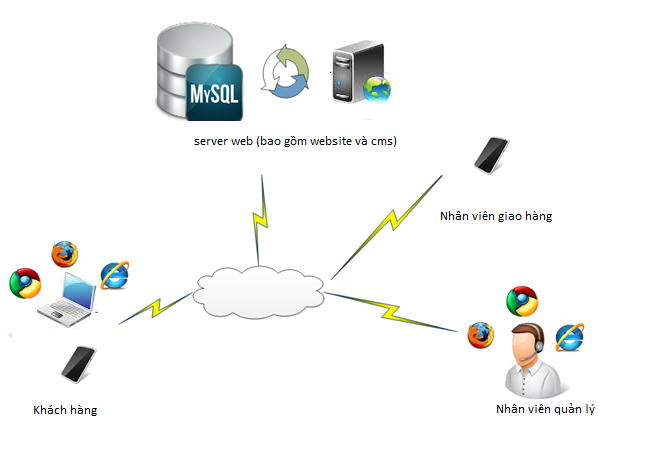 MySQL
server web (bao gồm website và cms)
Nhân viên giao hàng
Khách hàng
Nhân viên quản lý